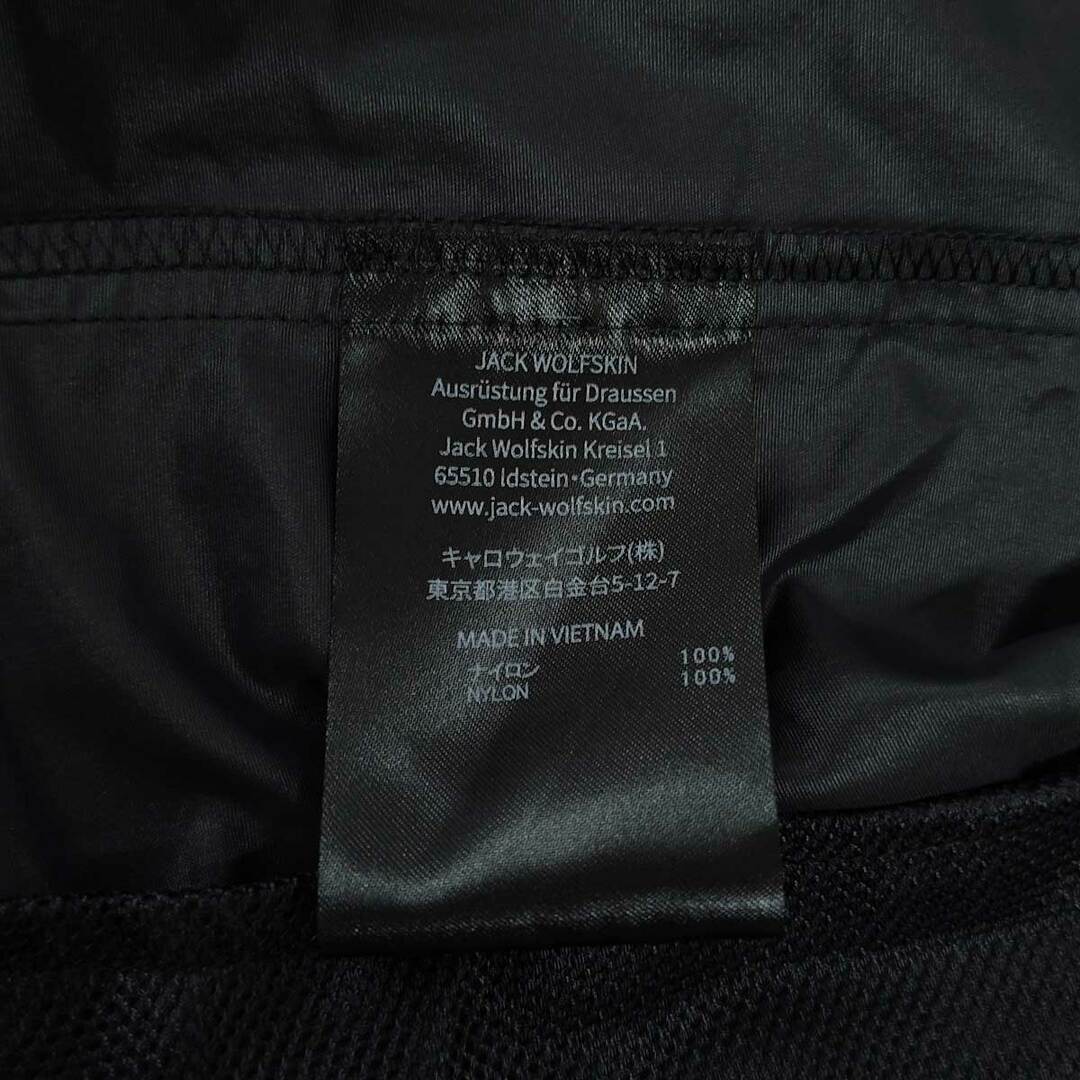 JACK WOLFSKIN
Ausrüstung für Draussen
GmbH & Co. KGaA.
Jack Wolfskin Kreisel 1
65510 ldstein・Germany
www.jack-wolfskin.com
キャロウェイゴルフ(株)
東京都港区白金台5-12-7
MADE IN VIETNAM
ナイロン 100%
NYLON 100%